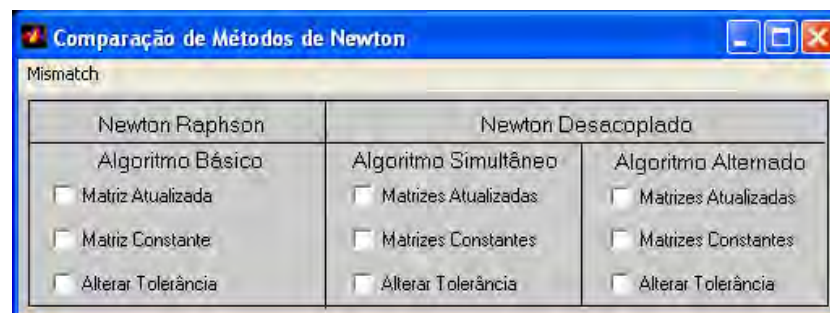 Comparação de Métodos de Newton
Mismatch
Newton Raphson
Newton Desacoplado
Algoritmo Básico
Algoritmo Simultâneo
Algoritmo Alternado
Matriz Atualizada
Matrizes Atualizadas
Matrizes Atualizadas
Matriz Constante
Matrizes Constantes
Matrizes Constantes
Alterar Tolerância
Alterar Tolerância
Alterar Tolerância